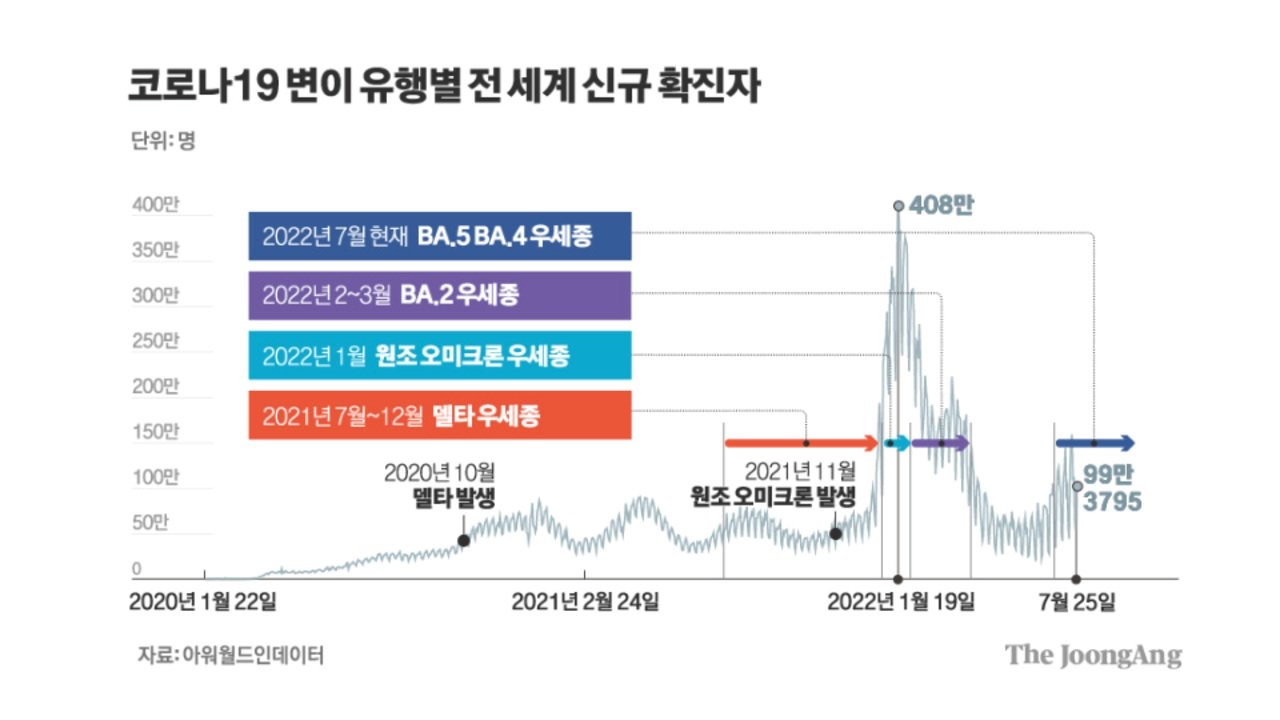 코로나19 변이 유행별 전 세계 신규 확진자
단위: 명
400만
350만
300만
250만
200만
150만
100만
50만
0
2022년 7월 현재 BA.5 BA.4 우세종
2022년 2~3월 BA.2 우세종
2022년 1월 원조 오미크론 우세종
2021년 7월~12월 델타 우세종
408만
2020년 10월
델타 발생
2021년 11월
원조 오미크론 발생
99만
3795
2020년 1월 22일
2021년 2월 24일
2022년 1월 19일
7월 25일
자료: 아워월드인데이터
The JoongAng